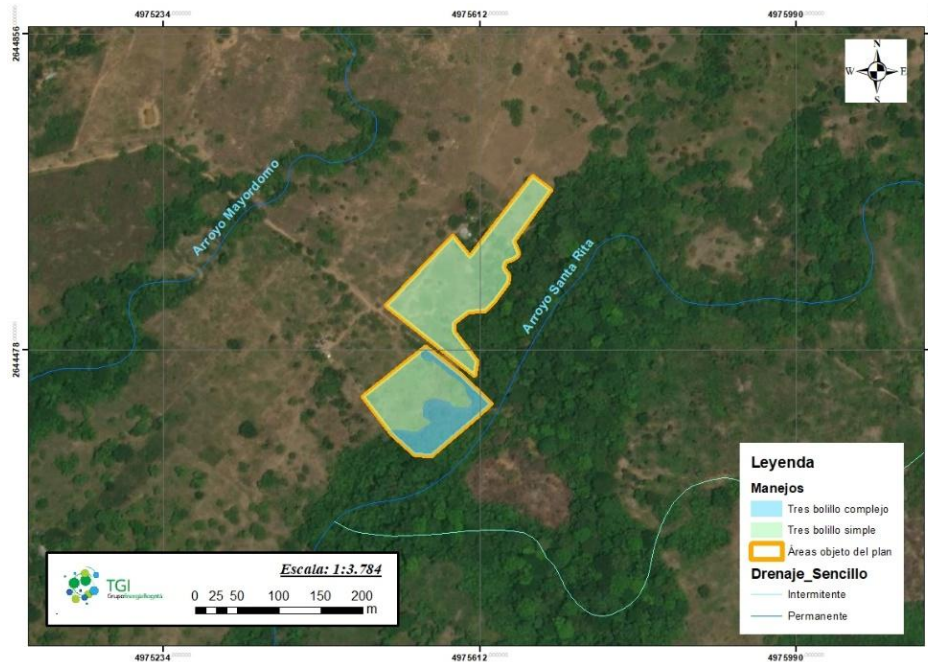 4975234 4975612 4975990
2644856
N
W E
S
Arroyo Mayordomo
Arroyo Santa Rita
2644478
Leyenda
Manejos
Tres bolillo complejo
Tres bolillo simple
Áreas objeto del plan
Drenaje_Sencillo
Intermitente
Permanente
Escala: 1:3.784
TGI
GrupoEnergíaBogotá
0 25 50 100 150 200
m
4975234 4975612 4975990